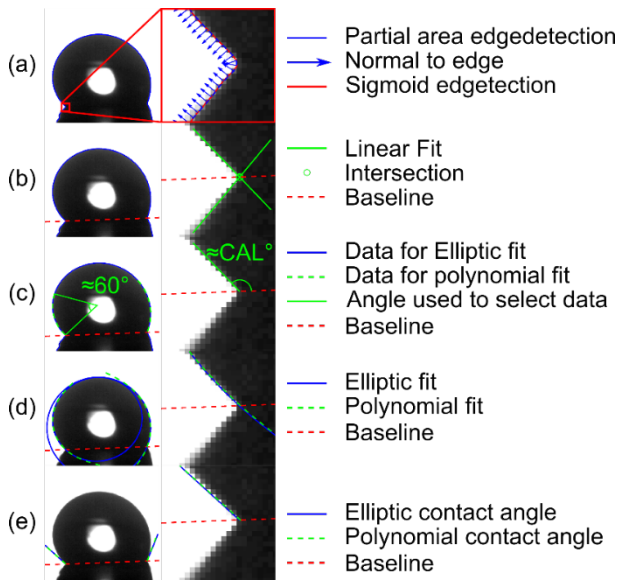 (a)
Partial area edgedetection
Normal to edge
Sigmoid edgetection
(b)
Linear Fit
Intersection
Baseline
(c)
≈60°
≈CAL°
Data for Elliptic fit
Data for polynomial fit
Angle used to select data
Baseline
(d)
Elliptic fit
Polynomial fit
Baseline
(e)
Elliptic contact angle
Polynomial contact angle
Baseline